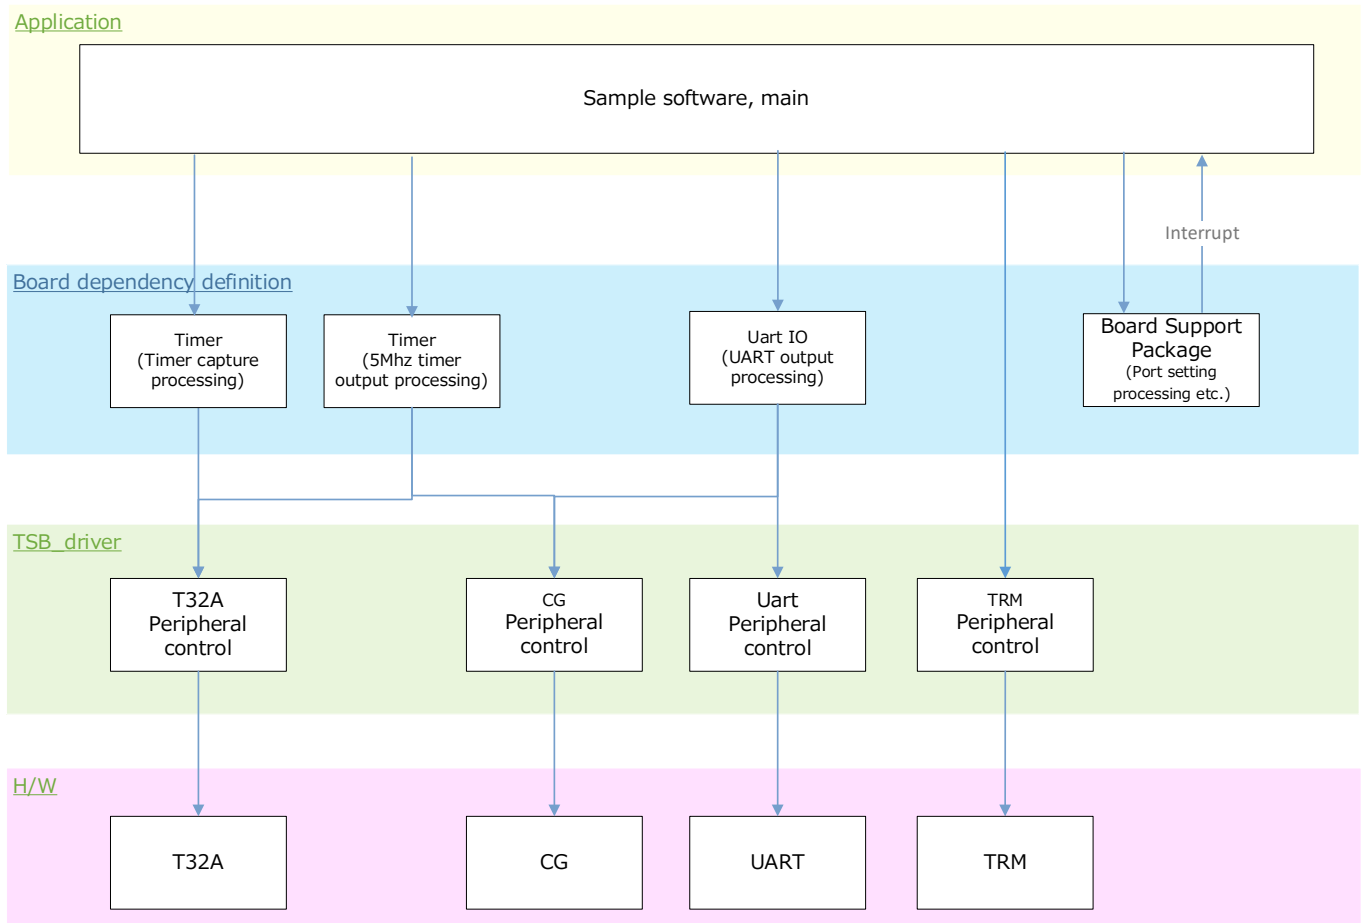 Application
Sample software, main
Interrupt
Board dependency definition
Timer
(Timer capture
processing)
Timer
(5Mhz timer
output processing)
Uart IO
(UART output
processing)
Board Support
Package
(Port setting
processing etc.)
TSB_driver
T32A
Peripheral
control
CG
Peripheral
control
Uart
Peripheral
control
TRM
Peripheral
control
H/W
T32A
CG
UART
TRM